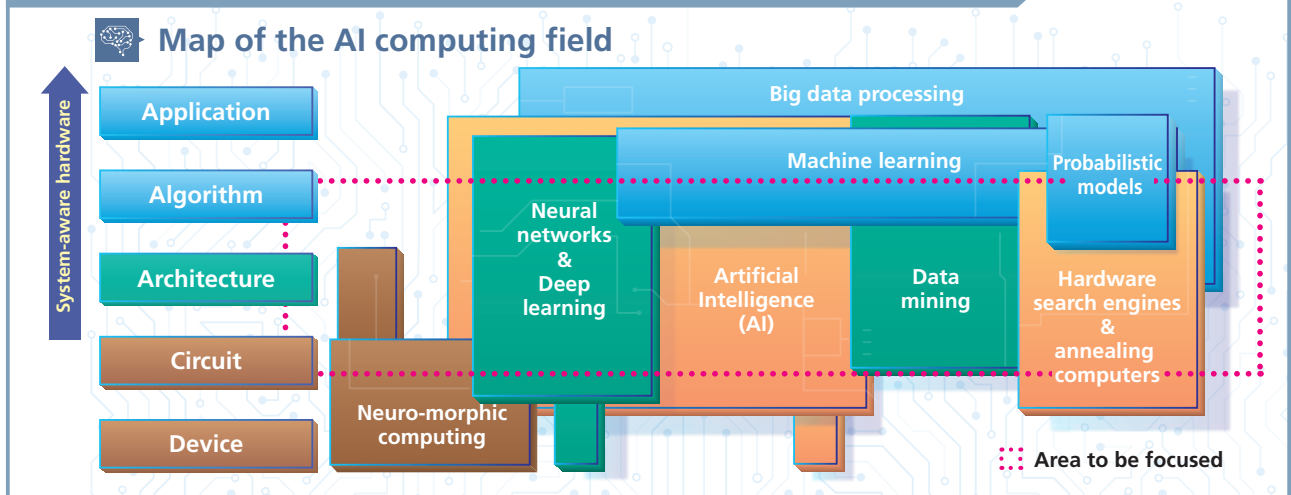 Map of the AI computing field
System-aware hardware
Application
Algorithm
Architecture
Circuit
Device
Big data processing
Machine learning
Probabilistic
models
Neural
networks
&
Deep
learning
Artificial
Intelligence
(AI)
Data
mining
Hardware
search engines
&
annealing
computers
Neuro-morphic
computing
Area to be focused